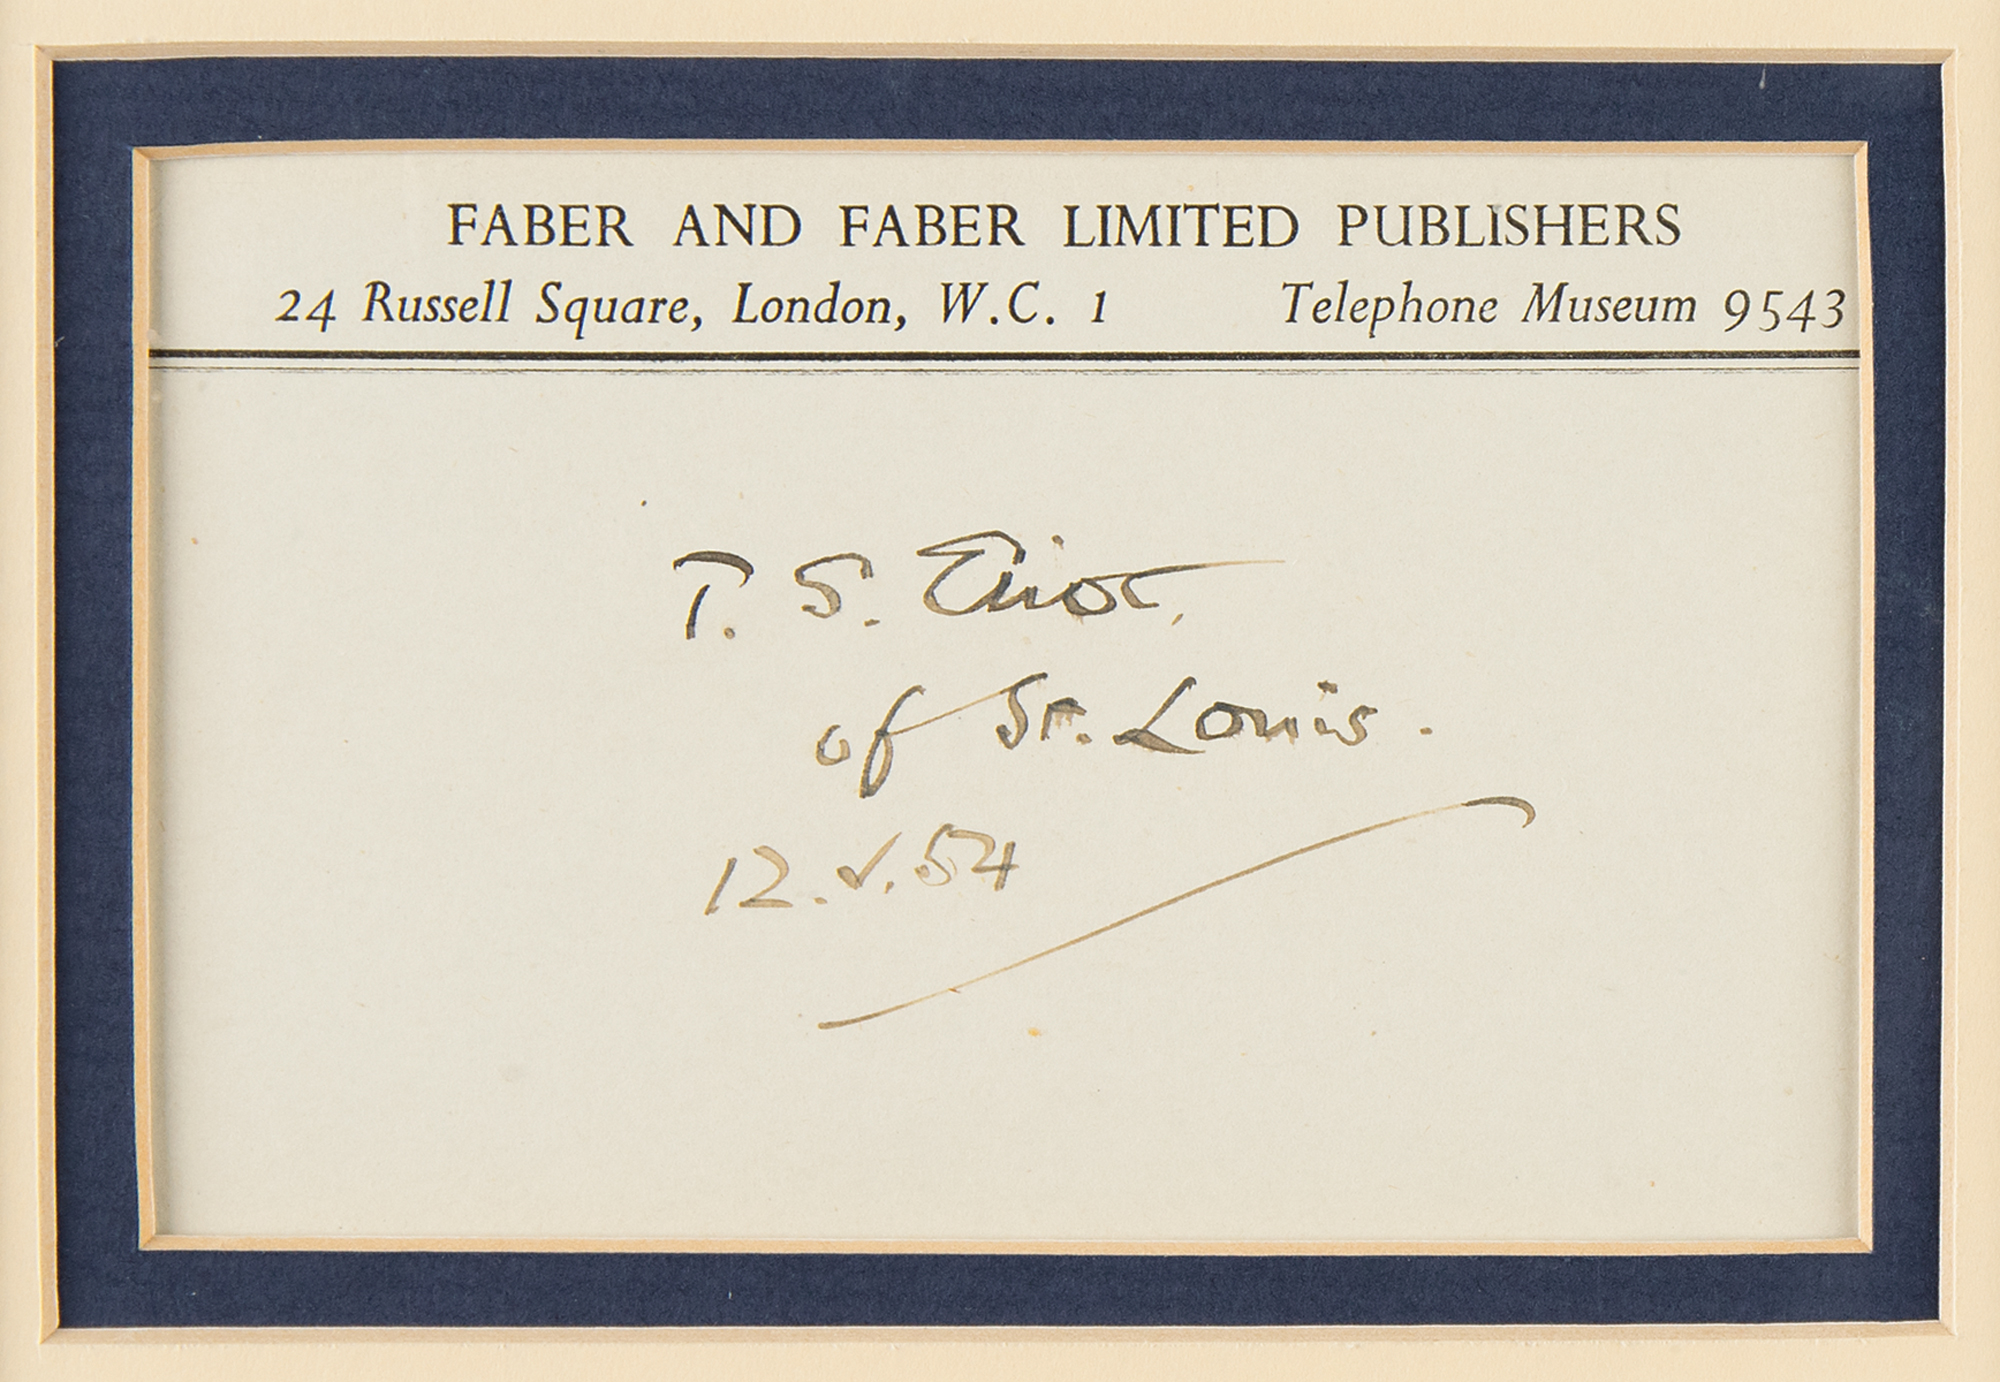 FABER AND FABER LIMITED PUBLISHERS
24 Russell Square, London, W.C. 1 Telephone Museum 9543
T. S. Eliot.
of St. Louis.
12.v.54